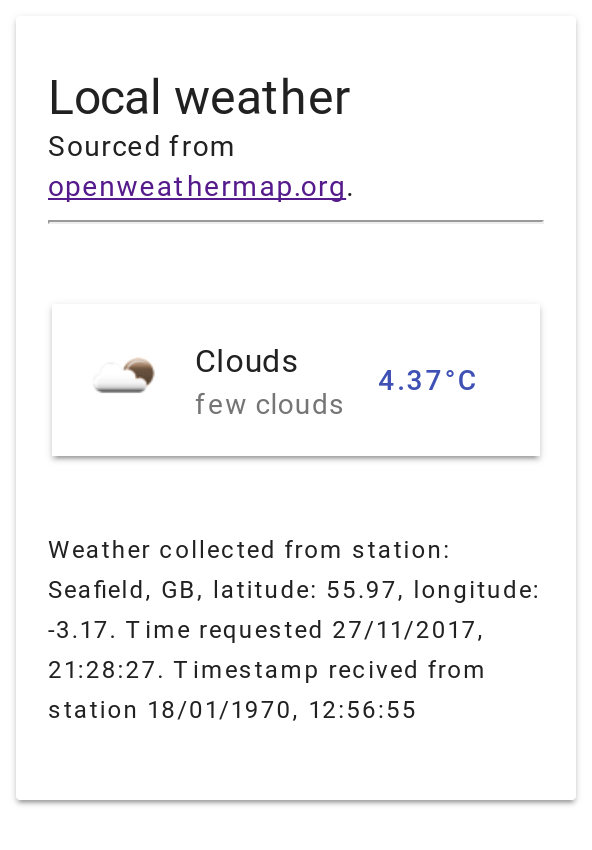 Local weather
Sourced from
openweathermap.org.
Clouds
few clouds
4.37°C
Weather collected from station:
Seafield, GB, latitude: 55.97, longitude:
-3.17. Time requested 27/11/2017,
21:28:27. Timestamp recived from
station 18/01/1970, 12:56:55